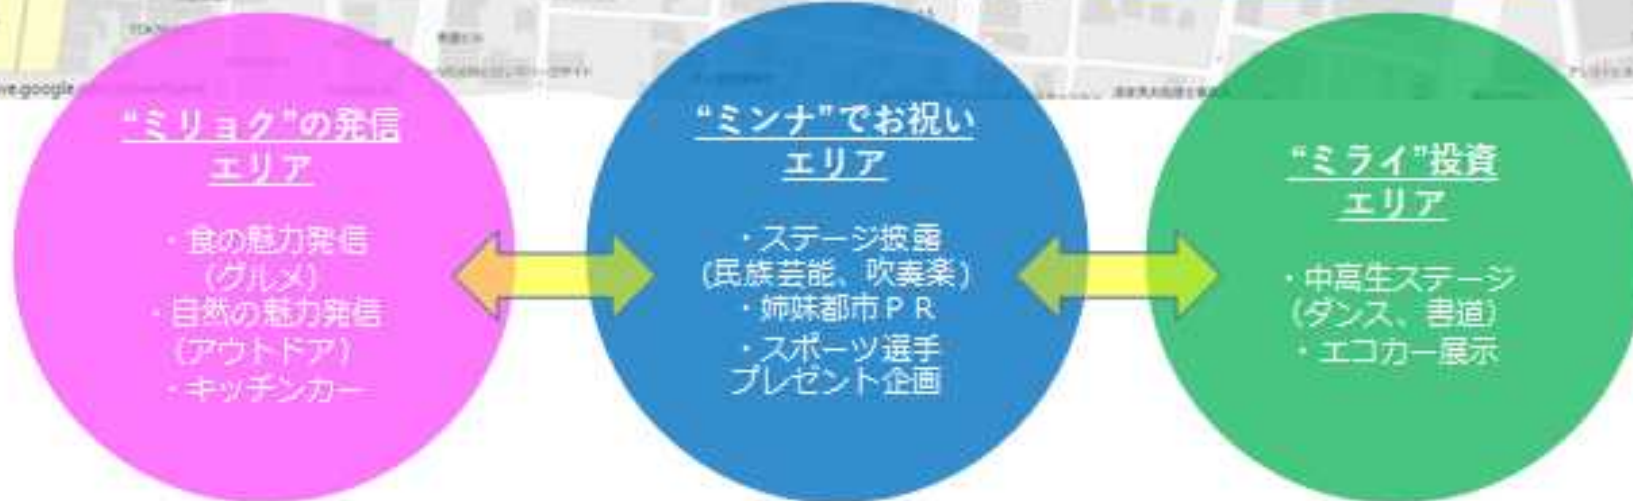 ve.google
“ミリョク”の発信
エリア
・食の魅力発信
(グルメ)
・自然の魅力発信
(アウトドア)
・キッチンカー
“ミンナ”でお祝い
エリア
・ステージ披露
(民族芸能、吹奏楽)
・姉妹都市ＰＲ
・スポーツ選手
プレゼント企画
“ミライ”投資
エリア
・中高生ステージ
(ダンス、書道)
・エコカー展示